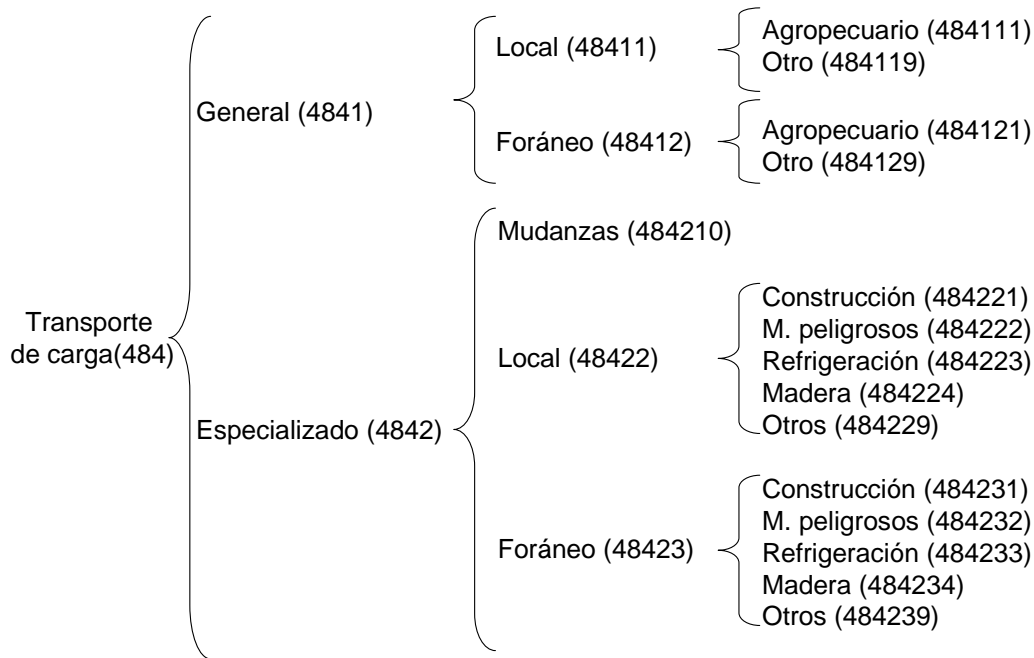 Transporte
de carga(484)
General (4841)
Local (48411)
Agropecuario (484111)
Otro (484119)
Foráneo (48412)
Agropecuario (484121)
Otro (484129)
Especializado (4842)
Mudanzas (484210)
Local (48422)
Construcción (484221)
M. peligrosos (484222)
Refrigeración (484223)
Madera (484224)
Otros (484229)
Foráneo (48423)
Construcción (484231)
M. peligrosos (484232)
Refrigeración (484233)
Madera (484234)
Otros (484239)